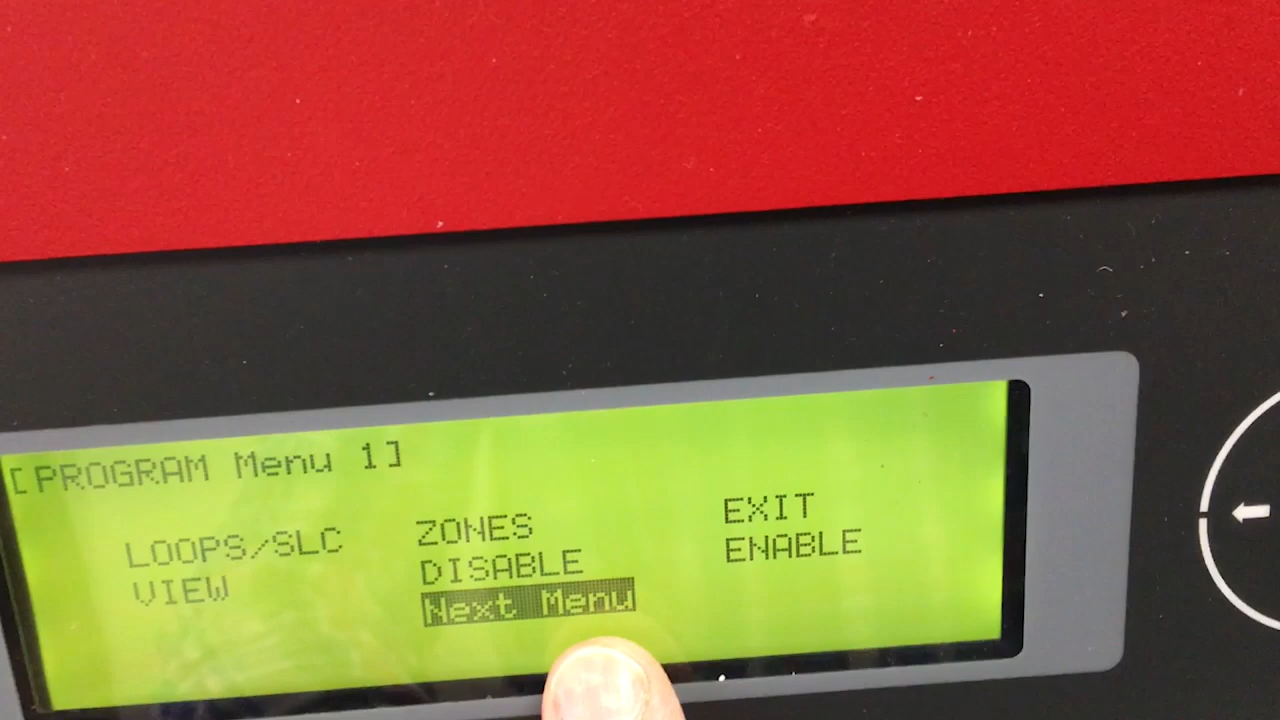 [PROGRAM Menu 1]
LOOPS/SLC ZONES EXIT
VIEW DISABLE ENABLE
Next Menu